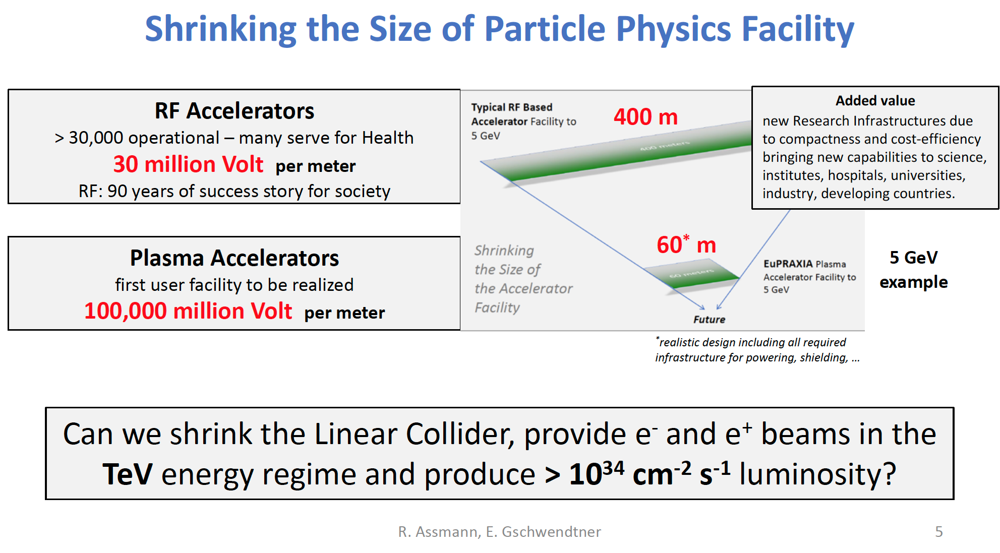 Shrinking the Size of Particle Physics Facility
RF Accelerators
> 30,000 operational – many serve for Health
30 million Volt per meter
RF: 90 years of success story for society
Plasma Accelerators
first user facility to be realized
100,000 million Volt per meter
Typical RF Based
Accelerator Facility to
5 GeV
400 m
400 meters
Added value
new Research Infrastructures due
to compactness and cost-efficiency
bringing new capabilities to science,
institutes, hospitals, universities,
industry, developing countries.
Shrinking
the Size of
the Accelerator
Facility
60* m
60 meters
EuPRAXIA Plasma
Accelerator Facility to
5 GeV
Future
5 GeV
example
*realistic design including all required
infrastructure for powering, shielding, ...
Can we shrink the Linear Collider, provide e⁻ and e⁺ beams in the
TeV energy regime and produce > 10³⁴ cm⁻² s⁻¹ luminosity?
R. Assmann, E. Gschwendtner
5